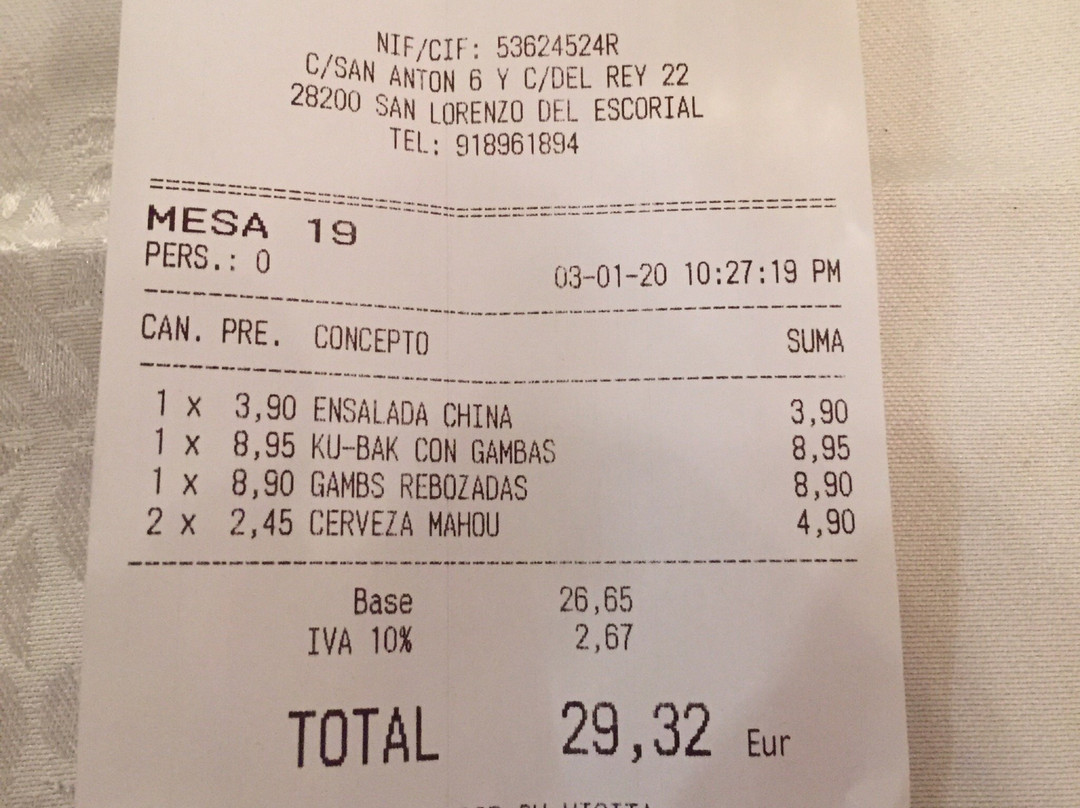 NIF/CIF: 53624524R
C/SAN ANTON 6 Y C/DEL REY 22
28200 SAN LORENZO DEL ESCORIAL
TEL: 918961894
MESA 19
PERS.: 0 03-01-20 10:27:19 PM
CAN. PRE. CONCEPTO SUMA
1 x 3,90 ENSALADA CHINA 3,90
1 x 8,95 KU-BAK CON GAMBAS 8,95
1 x 8,90 GAMBS REBOZADAS 8,90
2 x 2,45 CERVEZA MAHOU 4,90
Base 26,65
IVA 10% 2,67
TOTAL 29,32 Eur